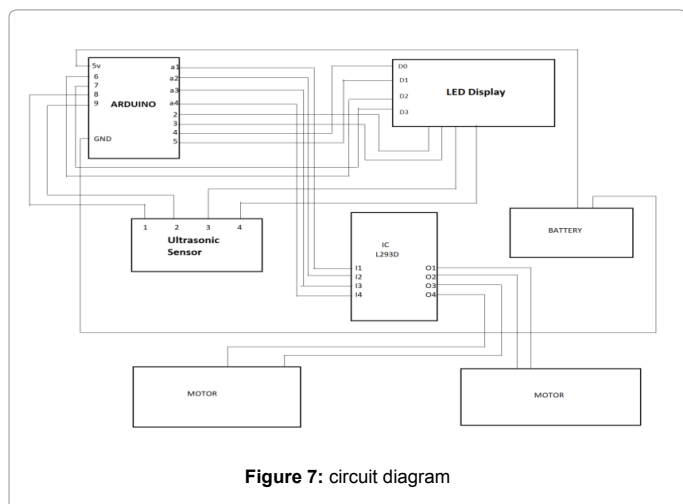 5v
6
7
8
9
GND
ARDUINO
a1
a2
a3
a4
2
3
4
5
D0
D1
D2
D3
LED Display
1 2 3 4
Ultrasonic
Sensor
IC
L293D
I1
I2
I3
I4
O1
O2
O3
O4
BATTERY
MOTOR
MOTOR
Figure 7: circuit diagram